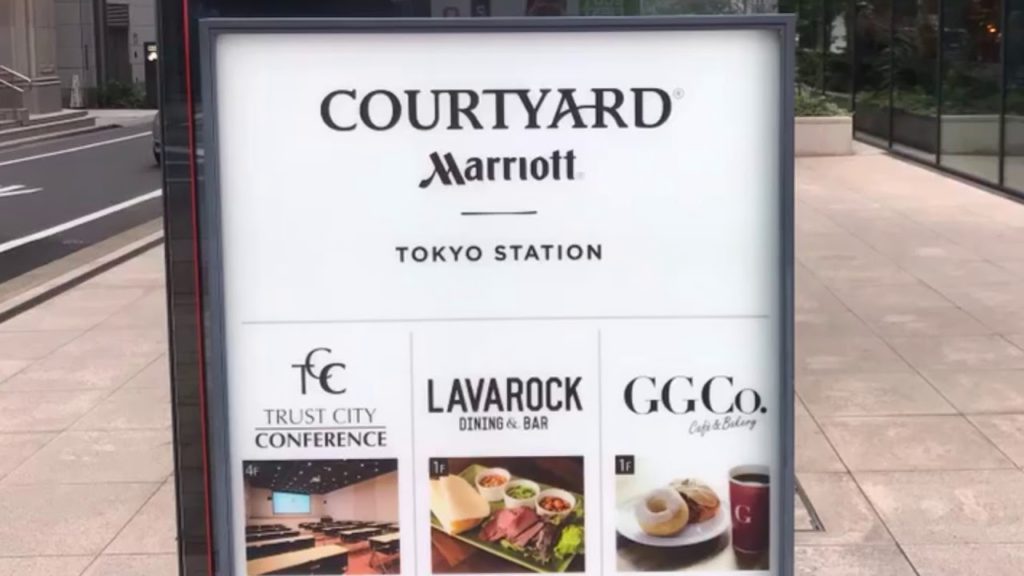 COURTYARD®
Marriott
TOKYO STATION
TCC
TRUST CITY
CONFERENCE
LAVAROCK
DINING & BAR
GGCo.
Café & Bakery
4F
1F
1F
G